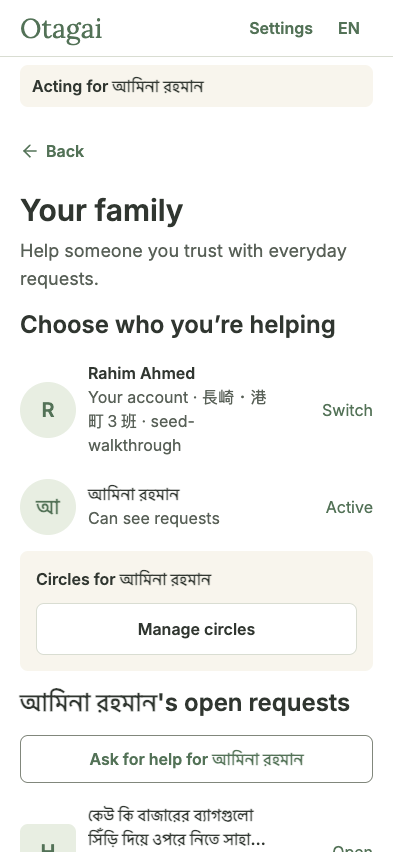 Otagai
Settings
EN
Acting for আমিনা রহমান
Back
Your family
Help someone you trust with everyday
requests.
Choose who you’re helping
Rahim Ahmed
R
Your account · 長崎・港
町 3 班 · seed-
walkthrough
Switch
আমিনা রহমান
আ
Can see requests
Active
Circles for আমিনা রহমান
Manage circles
আমিনা রহমান's open requests
Ask for help for আমিনা রহমান
কেউ কি বাজারের ব্যাগগুলো
সিঁড়ি দিয়ে ওপরে নিতে সাহা...
H
Open